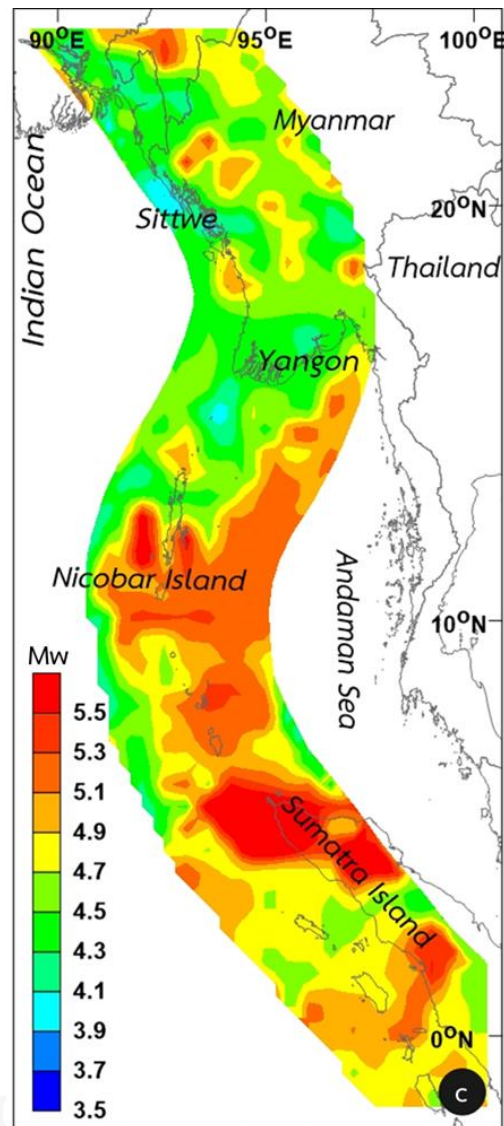 90°E 95°E 100°E
Myanmar
Indian Ocean
Sittwe
20°N
Thailand
Yangon
Nicobar Island
Andaman Sea
10°N
Mw
5.5
5.3
5.1
4.9
4.7
4.5
4.3
4.1
3.9
3.7
3.5
Sumatra Island
0°N
C